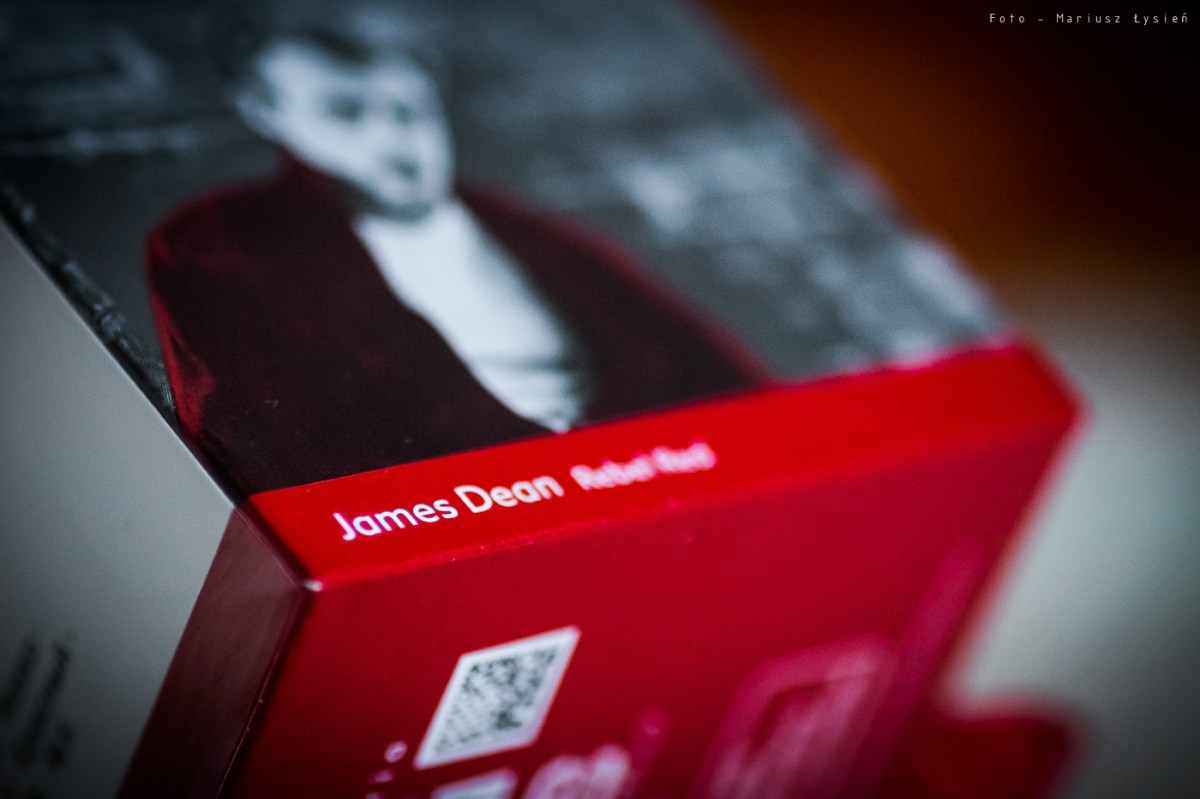 Foto - Mariusz Łysień
James Dean Rebel Red